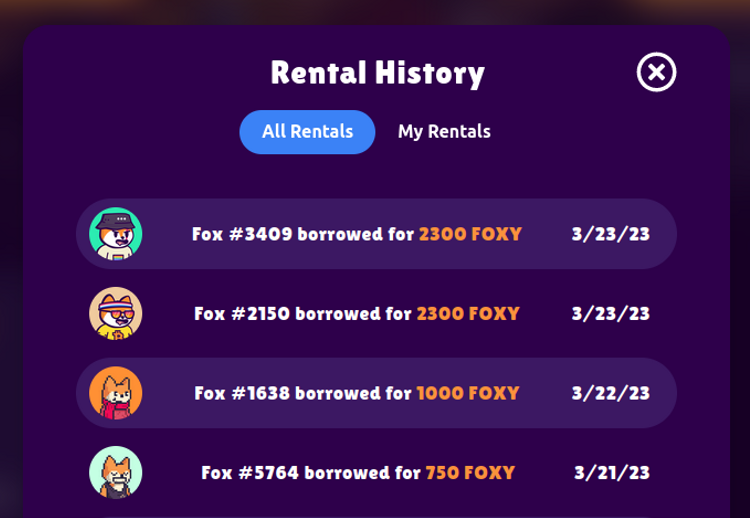 Rental History
All Rentals My Rentals
Fox #3409 borrowed for 2300 FOXY 3/23/23
Fox #2150 borrowed for 2300 FOXY 3/23/23
Fox #1638 borrowed for 1000 FOXY 3/22/23
Fox #5764 borrowed for 750 FOXY 3/21/23